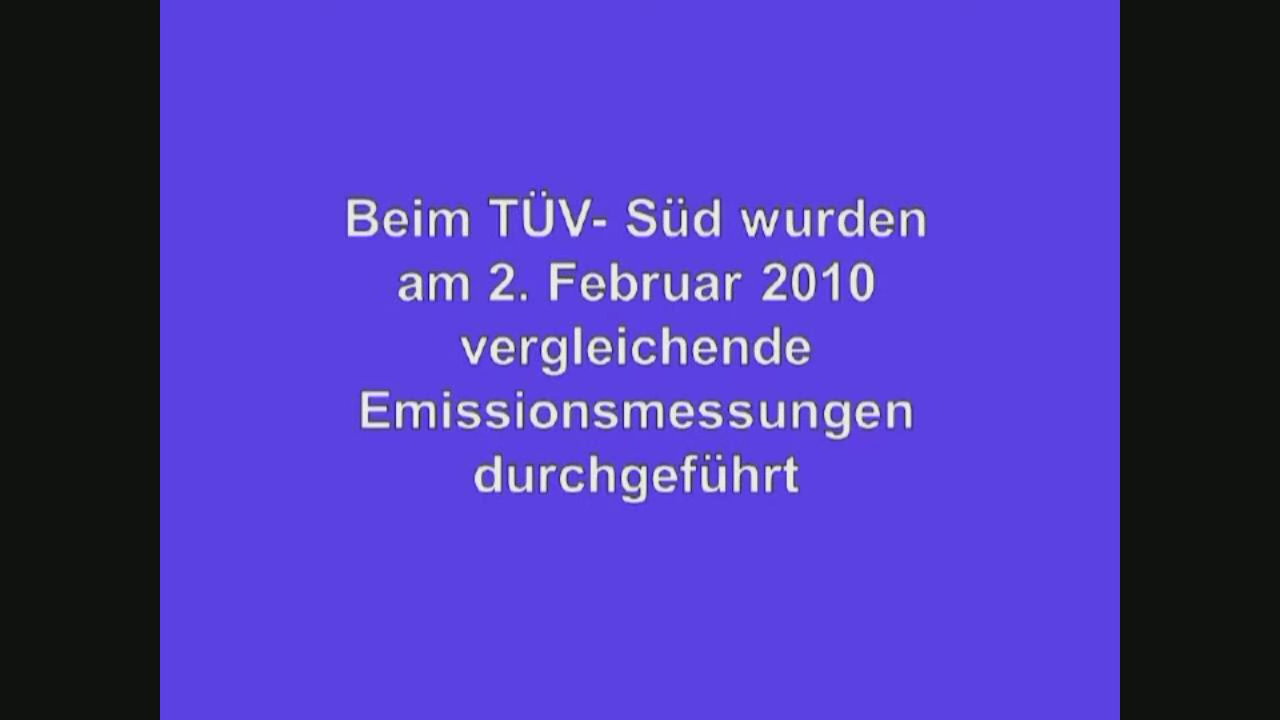 Beim TÜV- Süd wurden
am 2. Februar 2010
vergleichende
Emissionsmessungen
durchgeführt